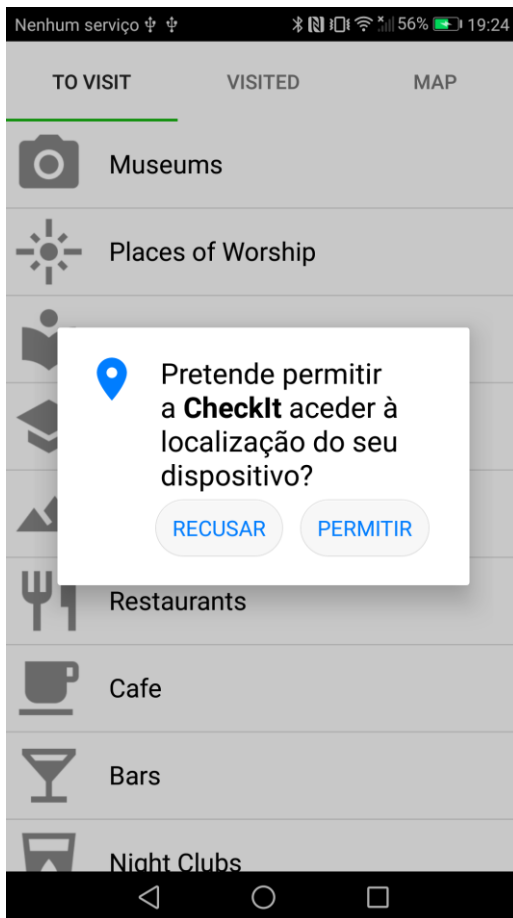 Nenhum serviço 56% 19:24
TO VISIT VISITED MAP
Museums
Places of Worship
Pretende permitir
a CheckIt aceder à
localização do seu
dispositivo?
RECUSAR PERMITIR
Restaurants
Cafe
Bars
Night Clubs